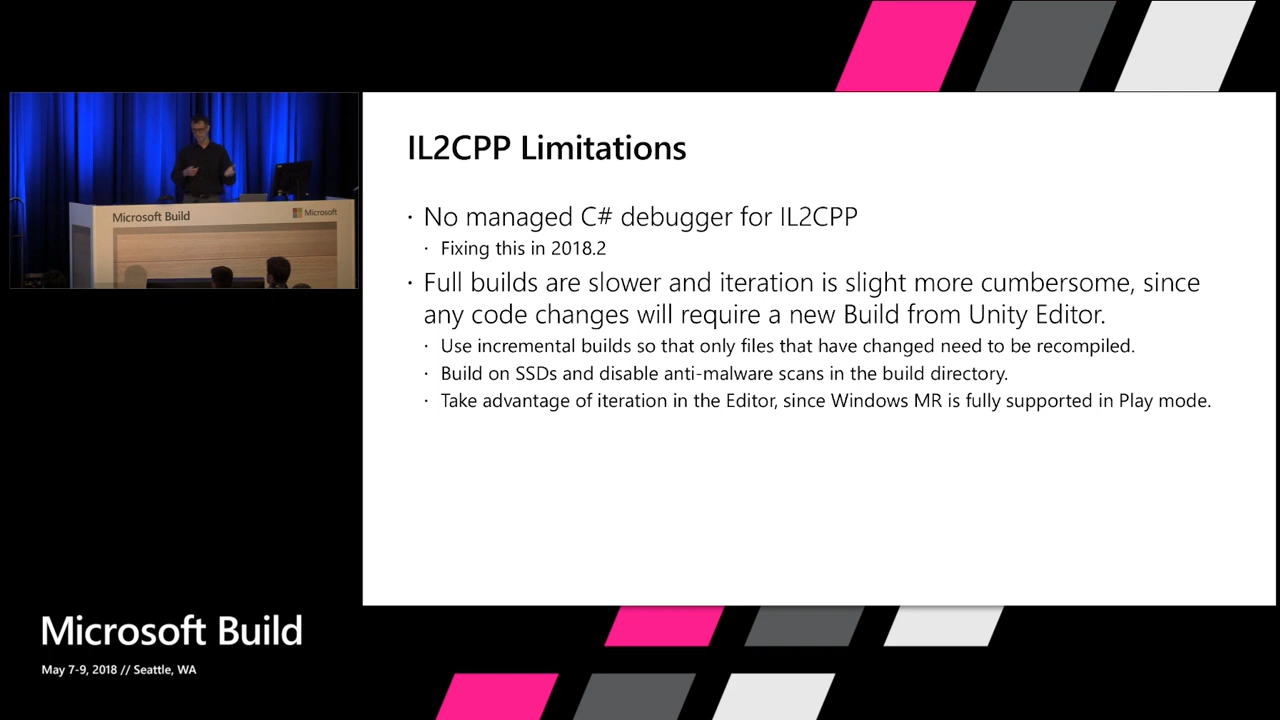 Microsoft Build
Microsoft
IL2CPP Limitations
· No managed C# debugger for IL2CPP
· Fixing this in 2018.2
· Full builds are slower and iteration is slight more cumbersome, since
any code changes will require a new Build from Unity Editor.
· Use incremental builds so that only files that have changed need to be recompiled.
· Build on SSDs and disable anti-malware scans in the build directory.
· Take advantage of iteration in the Editor, since Windows MR is fully supported in Play mode.
Microsoft Build
May 7-9, 2018 // Seattle, WA